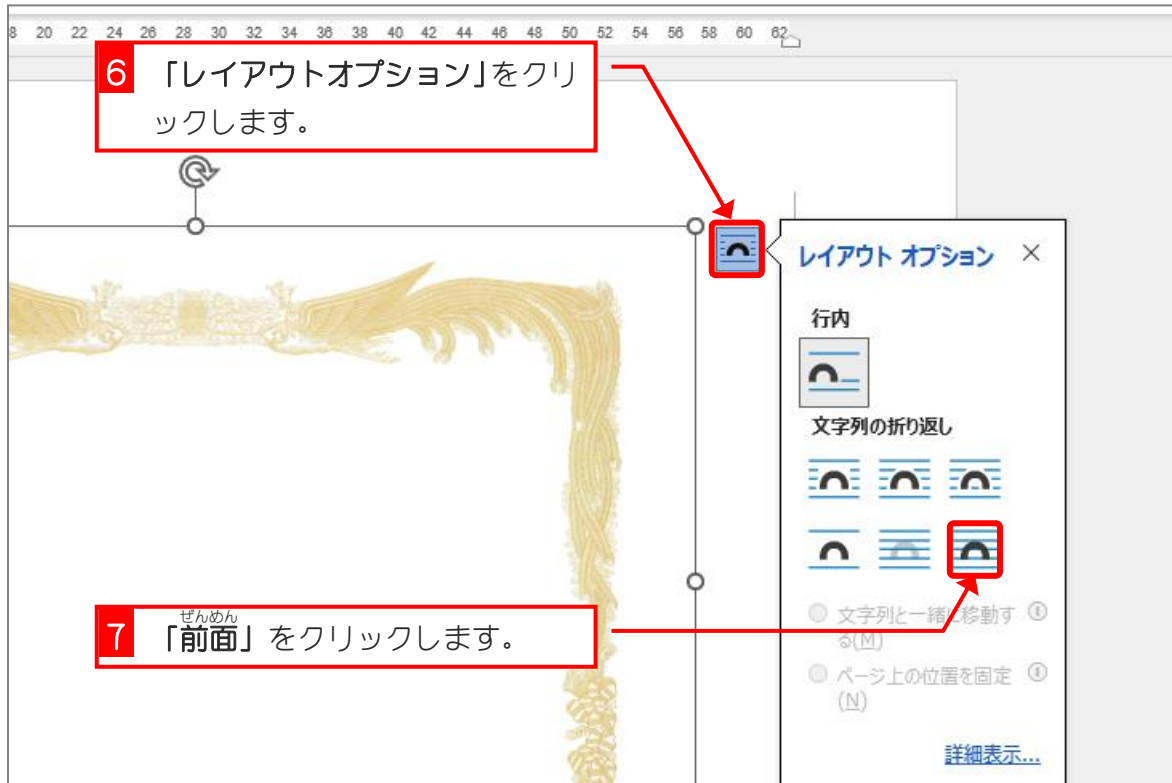 8 20 22 24 26 28 30 32 34 36 38 40 42 44 46 48 50 52 54 56 58 60 62
6 「レイアウトオプション」をクリ
ックします。
レイアウト オプション ×
行内
文字列の折り返し
ぜんめん
7 「前面」をクリックします。
文字列と一緒に移動す
る(M)
ページ上の位置を固定
(N)
詳細表示...